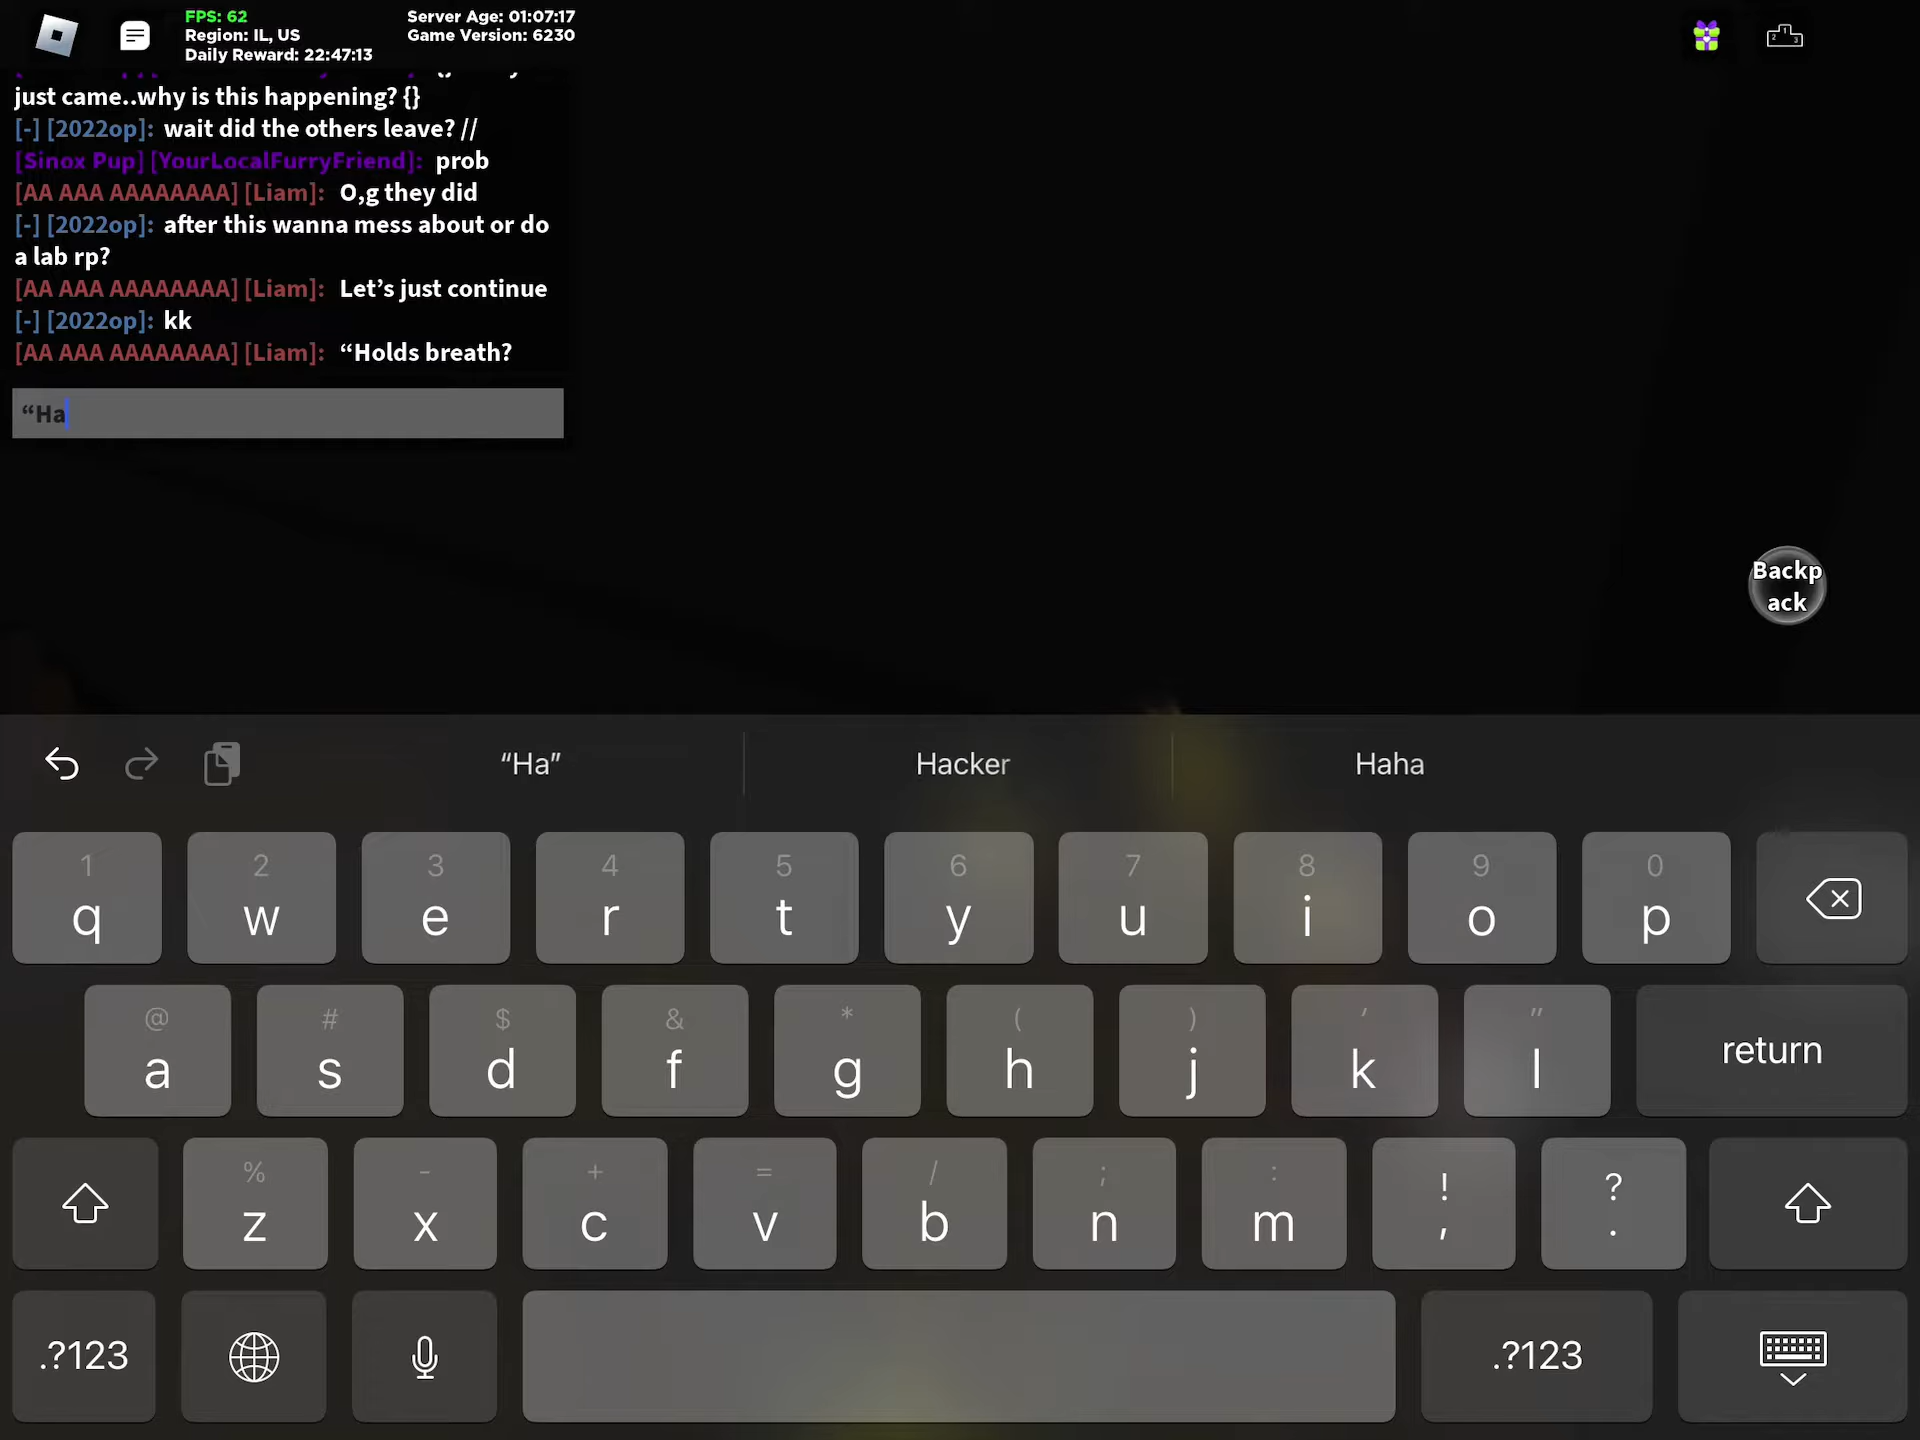 FPS: 62
Region: IL, US
Daily Reward: 22:47:13
Server Age: 01:07:17
Game Version: 6230
just came..why is this happening? {}
[-] [2022op]: wait did the others leave? //
[Sinox Pup] [YourLocalFurryFriend]: prob
[AA AAA AAAAAAAA] [Liam]: O,g they did
[-] [2022op]: after this wanna mess about or do
a lab rp?
[AA AAA AAAAAAAA] [Liam]: Let’s just continue
[-] [2022op]: kk
[AA AAA AAAAAAAA] [Liam]: “Holds breath?
“Ha
Backp
ack
“Ha” Hacker Haha
1 2 3 4 5 6 7 8 9 0
q w e r t y u i o p
@ # $ & * ( ) ' "
a s d f g h j k l return
% - + = / ; : ! ?
z x c v b n m , .
.?123 .?123